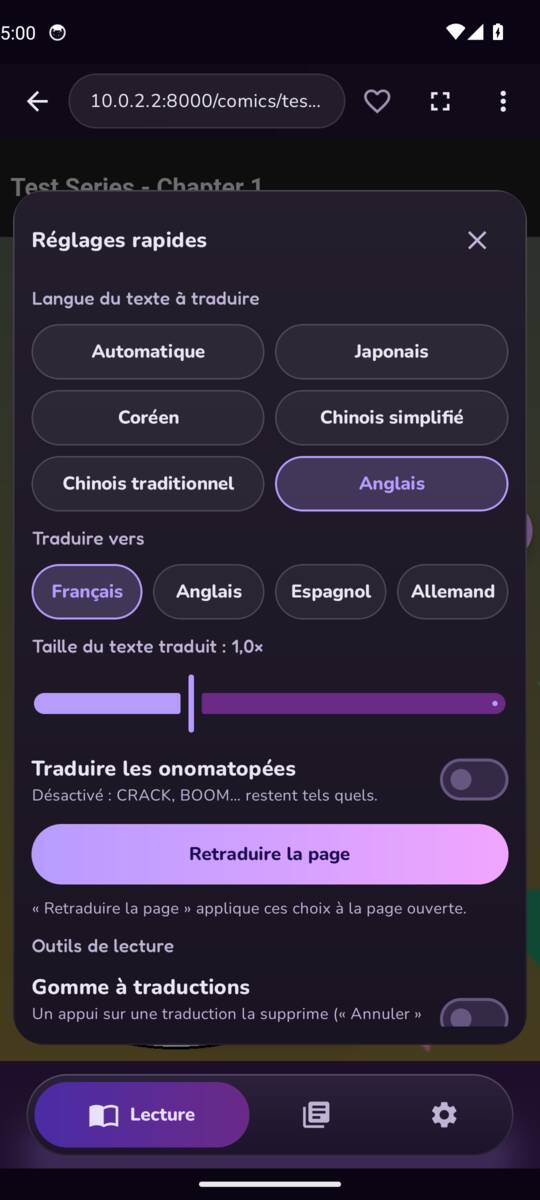 5:00
10.0.2.2:8000/comics/tes...
Test Series - Chapter 1
Réglages rapides
Langue du texte à traduire
Automatique
Japonais
Coréen
Chinois simplifié
Chinois traditionnel
Anglais
Traduire vers
Français
Anglais
Espagnol
Allemand
Taille du texte traduit : 1,0×
Traduire les onomatopées
Désactivé : CRACK, BOOM… restent tels quels.
Retraduire la page
« Retraduire la page » applique ces choix à la page ouverte.
Outils de lecture
Gomme à traductions
Un appui sur une traduction la supprime (« Annuler »
Lecture